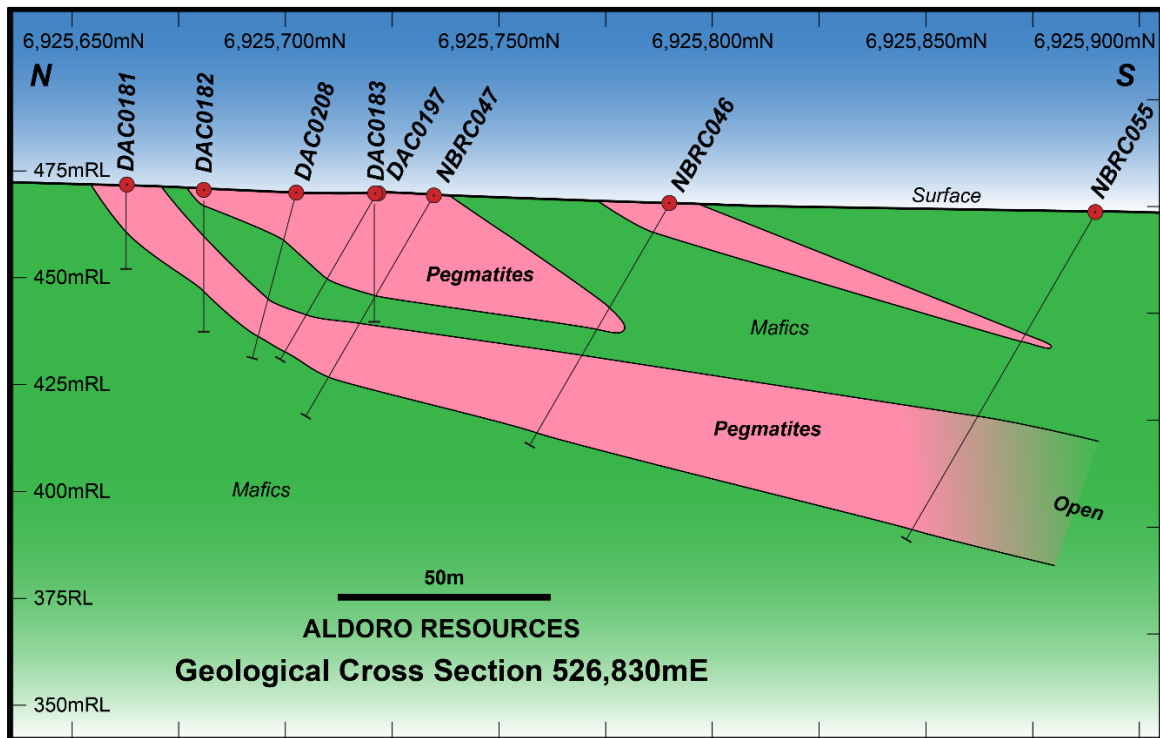 6,925,650mN 6,925,700mN 6,925,750mN 6,925,800mN 6,925,850mN 6,925,900mN
N S
DAC0181
DAC0182
DAC0208
DAC0183
DAC0197
NBRC047
NBRC046
NBRC055
475mRL
Surface
450mRL
Pegmatites
Mafics
425mRL
Pegmatites
400mRL
Mafics
Open
375RL
50m
ALDORO RESOURCES
Geological Cross Section 526,830mE
350mRL